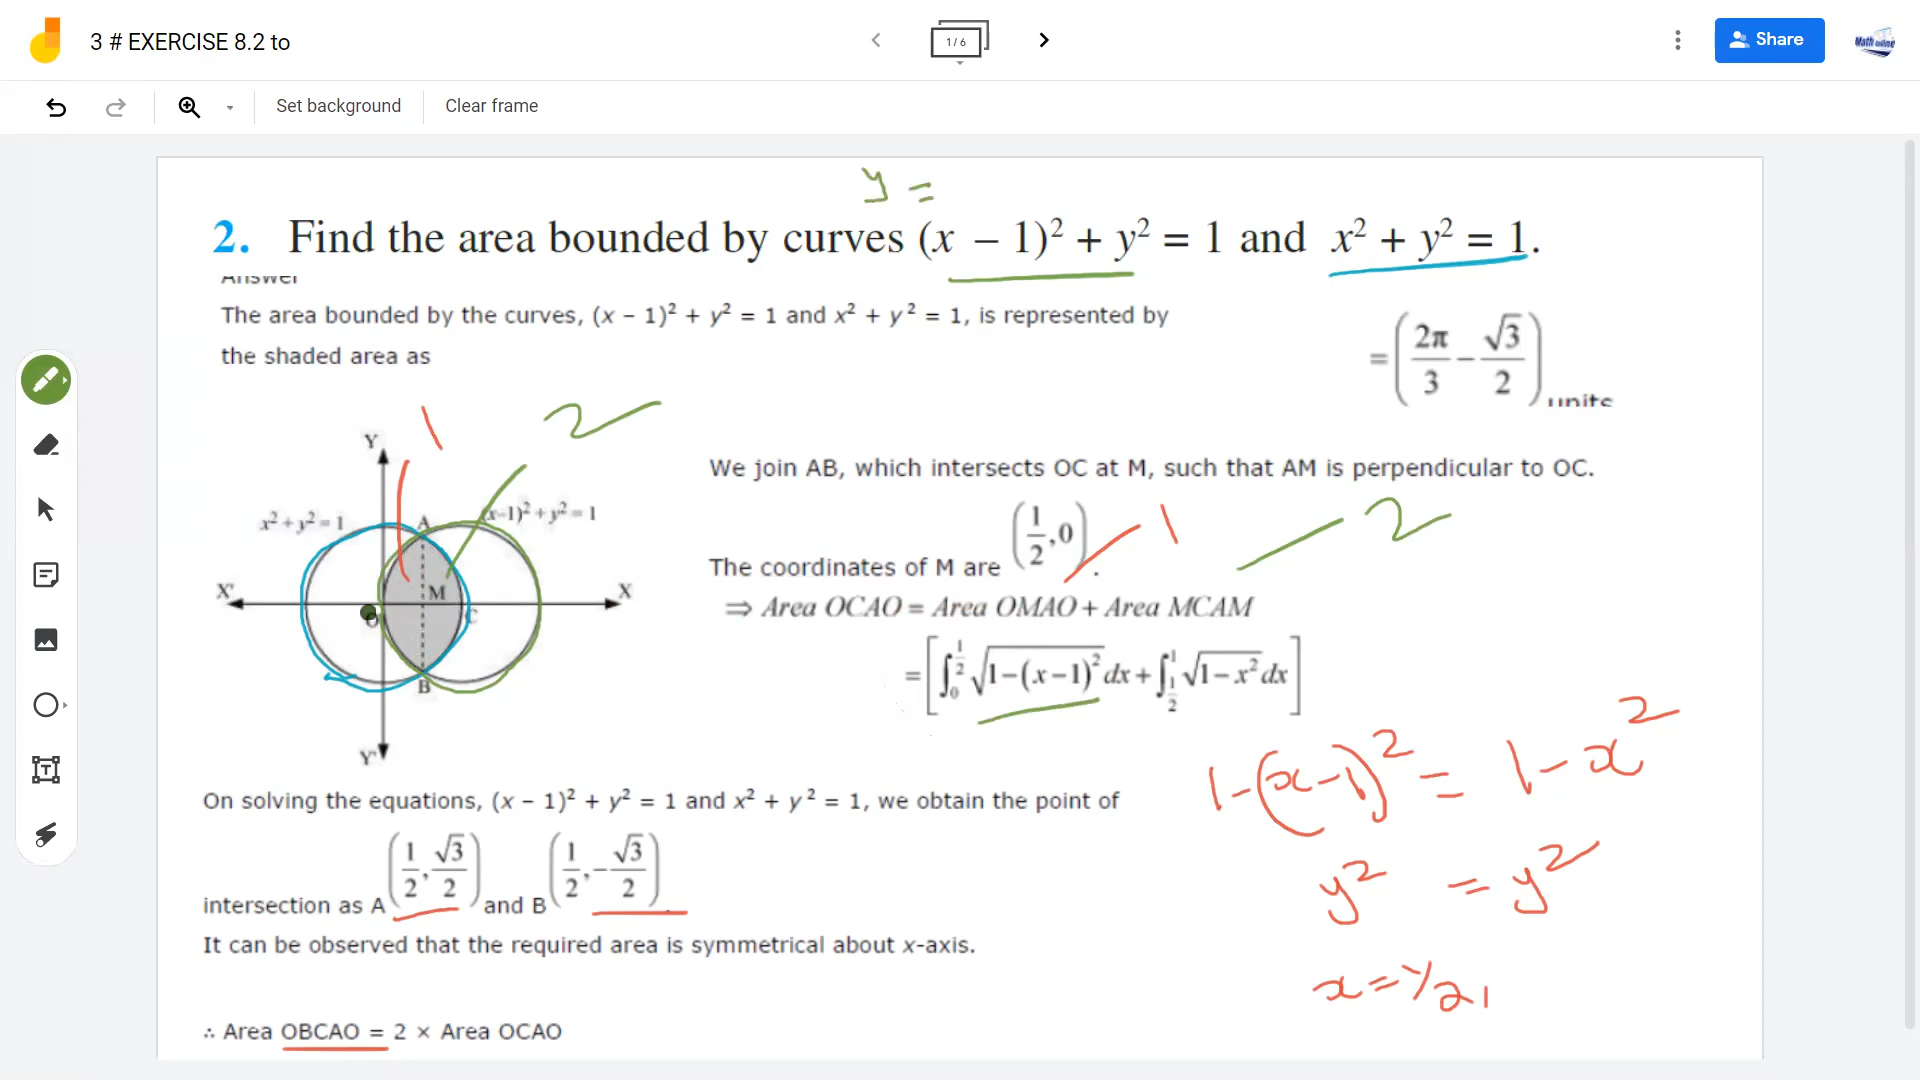 3 # EXERCISE 8.2 to
1/6
Share
Math online
Set background
Clear frame
y =
2. Find the area bounded by curves (x – 1)² + y² = 1 and x² + y² = 1.
Answer
The area bounded by the curves, (x – 1)² + y² = 1 and x² + y² = 1, is represented by
the shaded area as
= (2π/3 − √3/2) units
1
2
Y
x² + y² = 1
A
(x−1)² + y² = 1
X'
M
X
O
C
B
Y'
We join AB, which intersects OC at M, such that AM is perpendicular to OC.
The coordinates of M are (1/2, 0).
1
2
⇒ Area OCAO = Area OMAO + Area MCAM
= [∫₀^(1/2) √(1−(x−1)²) dx + ∫_(1/2)^1 √(1−x²) dx]
1-(x-1)² = 1-x²
y² = y²
x = 1/2 1
On solving the equations, (x – 1)² + y² = 1 and x² + y² = 1, we obtain the point of
intersection as A (1/2, √3/2) and B (1/2, −√3/2).
It can be observed that the required area is symmetrical about x-axis.
∴ Area OBCAO = 2 × Area OCAO